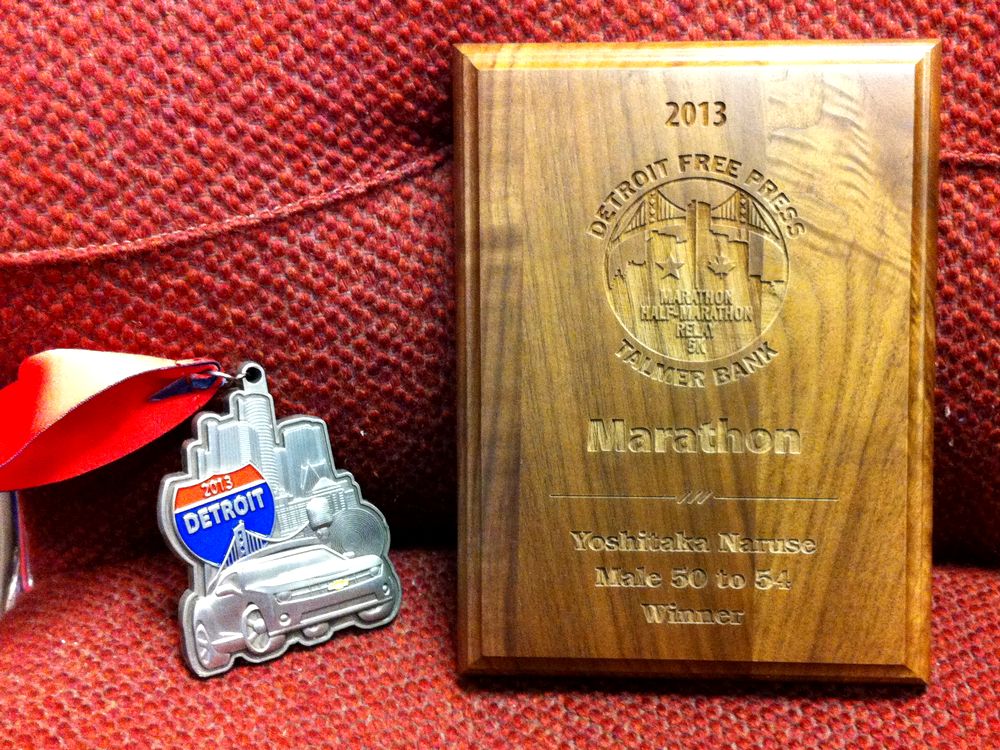 2013
DETROIT FREE PRESS
MARATHON
HALF-MARATHON
RELAY
5K
TALMER BANK
Marathon
Yoshitaka Naruse
Male 50 to 54
Winner
2013
DETROIT